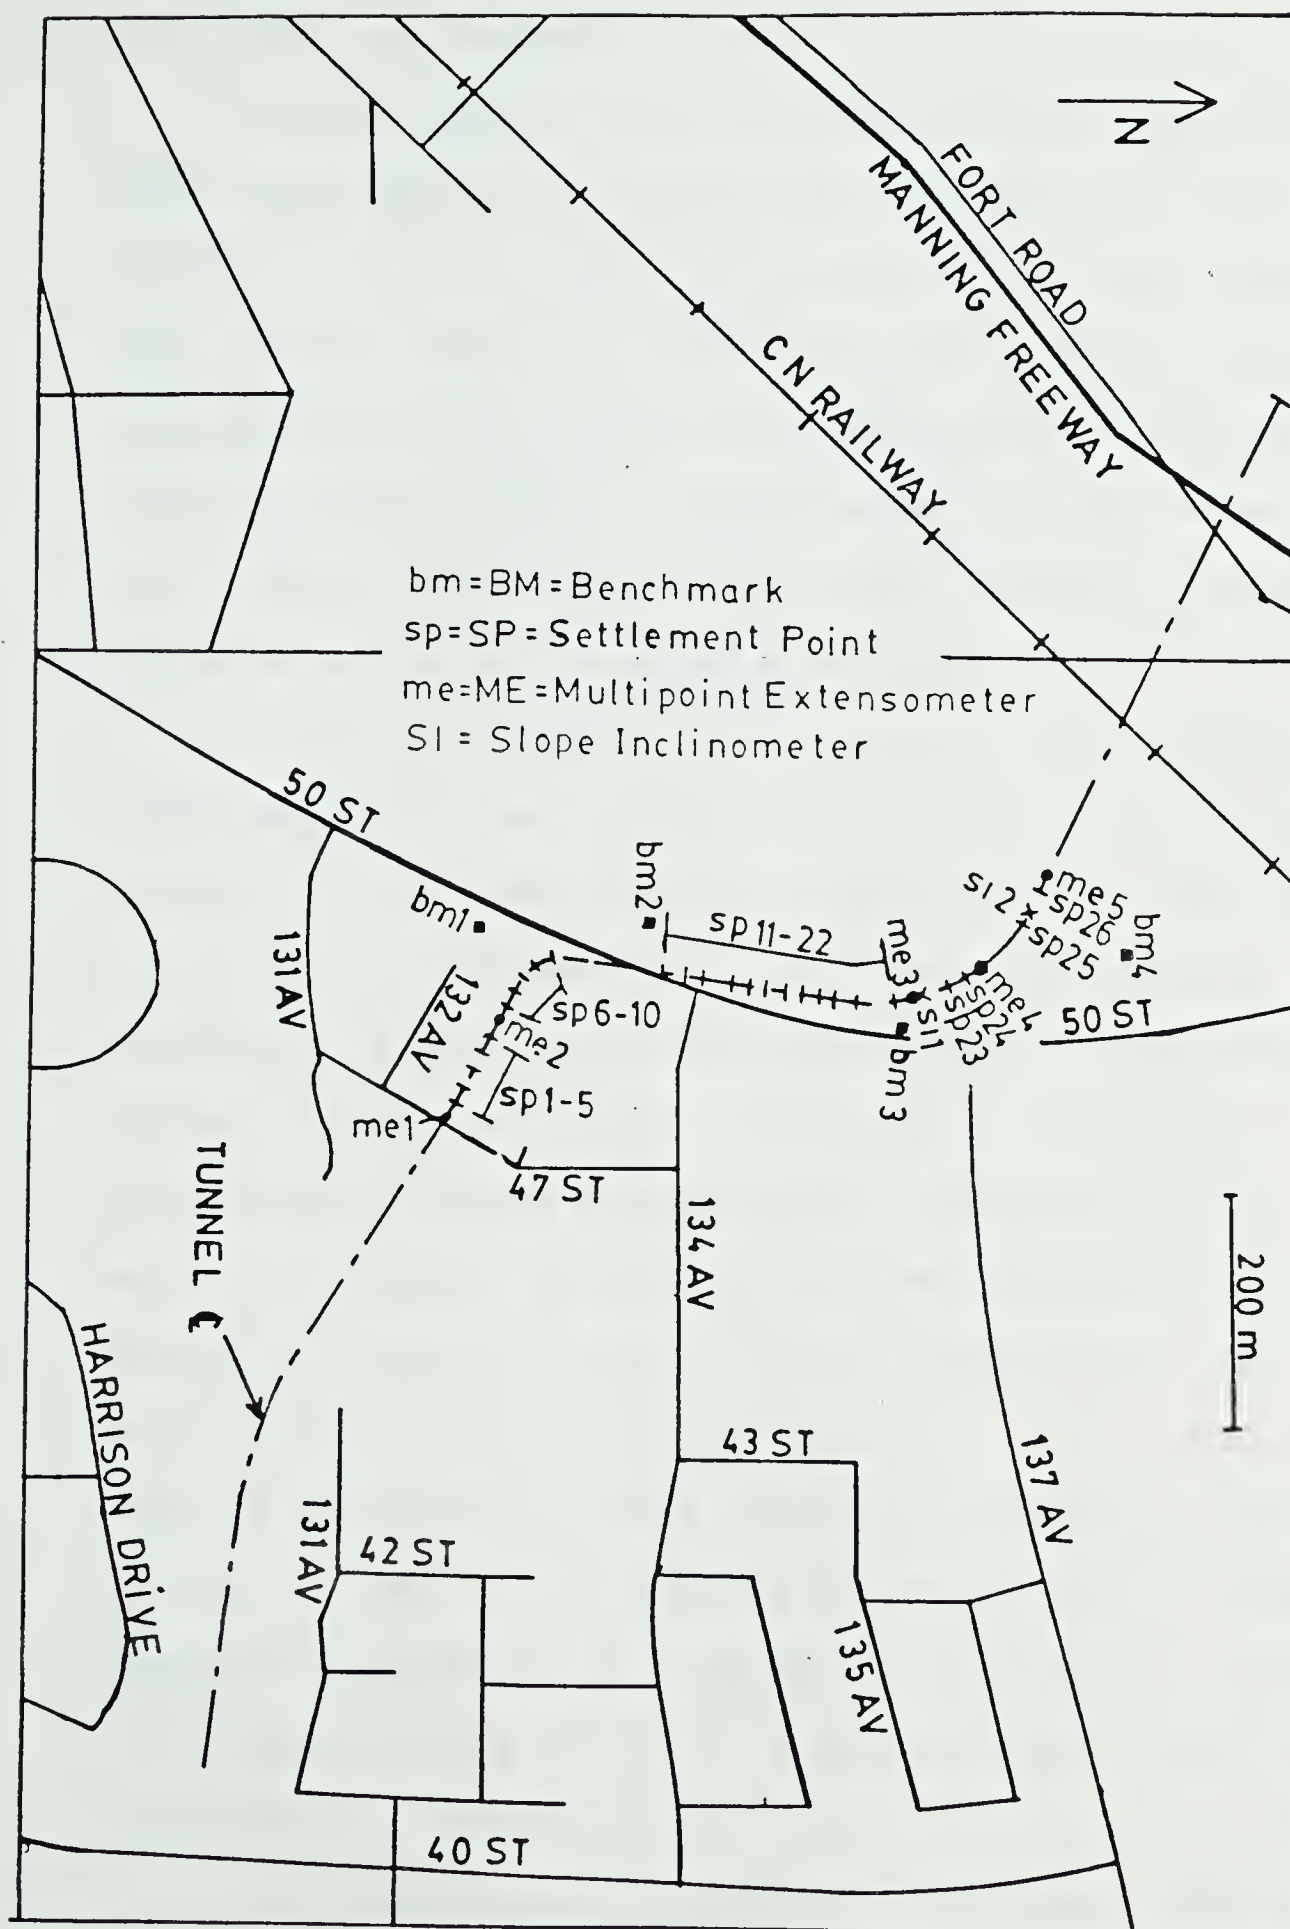 N
FORT ROAD
MANNING FREEWAY
C N RAILWAY
bm=BM=Benchmark
sp=SP=Settlement Point
me=ME=Multipoint Extensometer
SI = Slope Inclinometer
50 ST
bm1
bm2
sp 11-22
me3
SI1
bm3
SI2
me5
sp26
sp25
bm4
me4
sp24
sp23
50 ST
131 AV
132 AV
sp6-10
me2
sp1-5
me1
47 ST
134 AV
200 m
TUNNEL ℄
HARRISON DRiVE
43 ST
137 AV
131 AV
42 ST
135 AV
40 ST